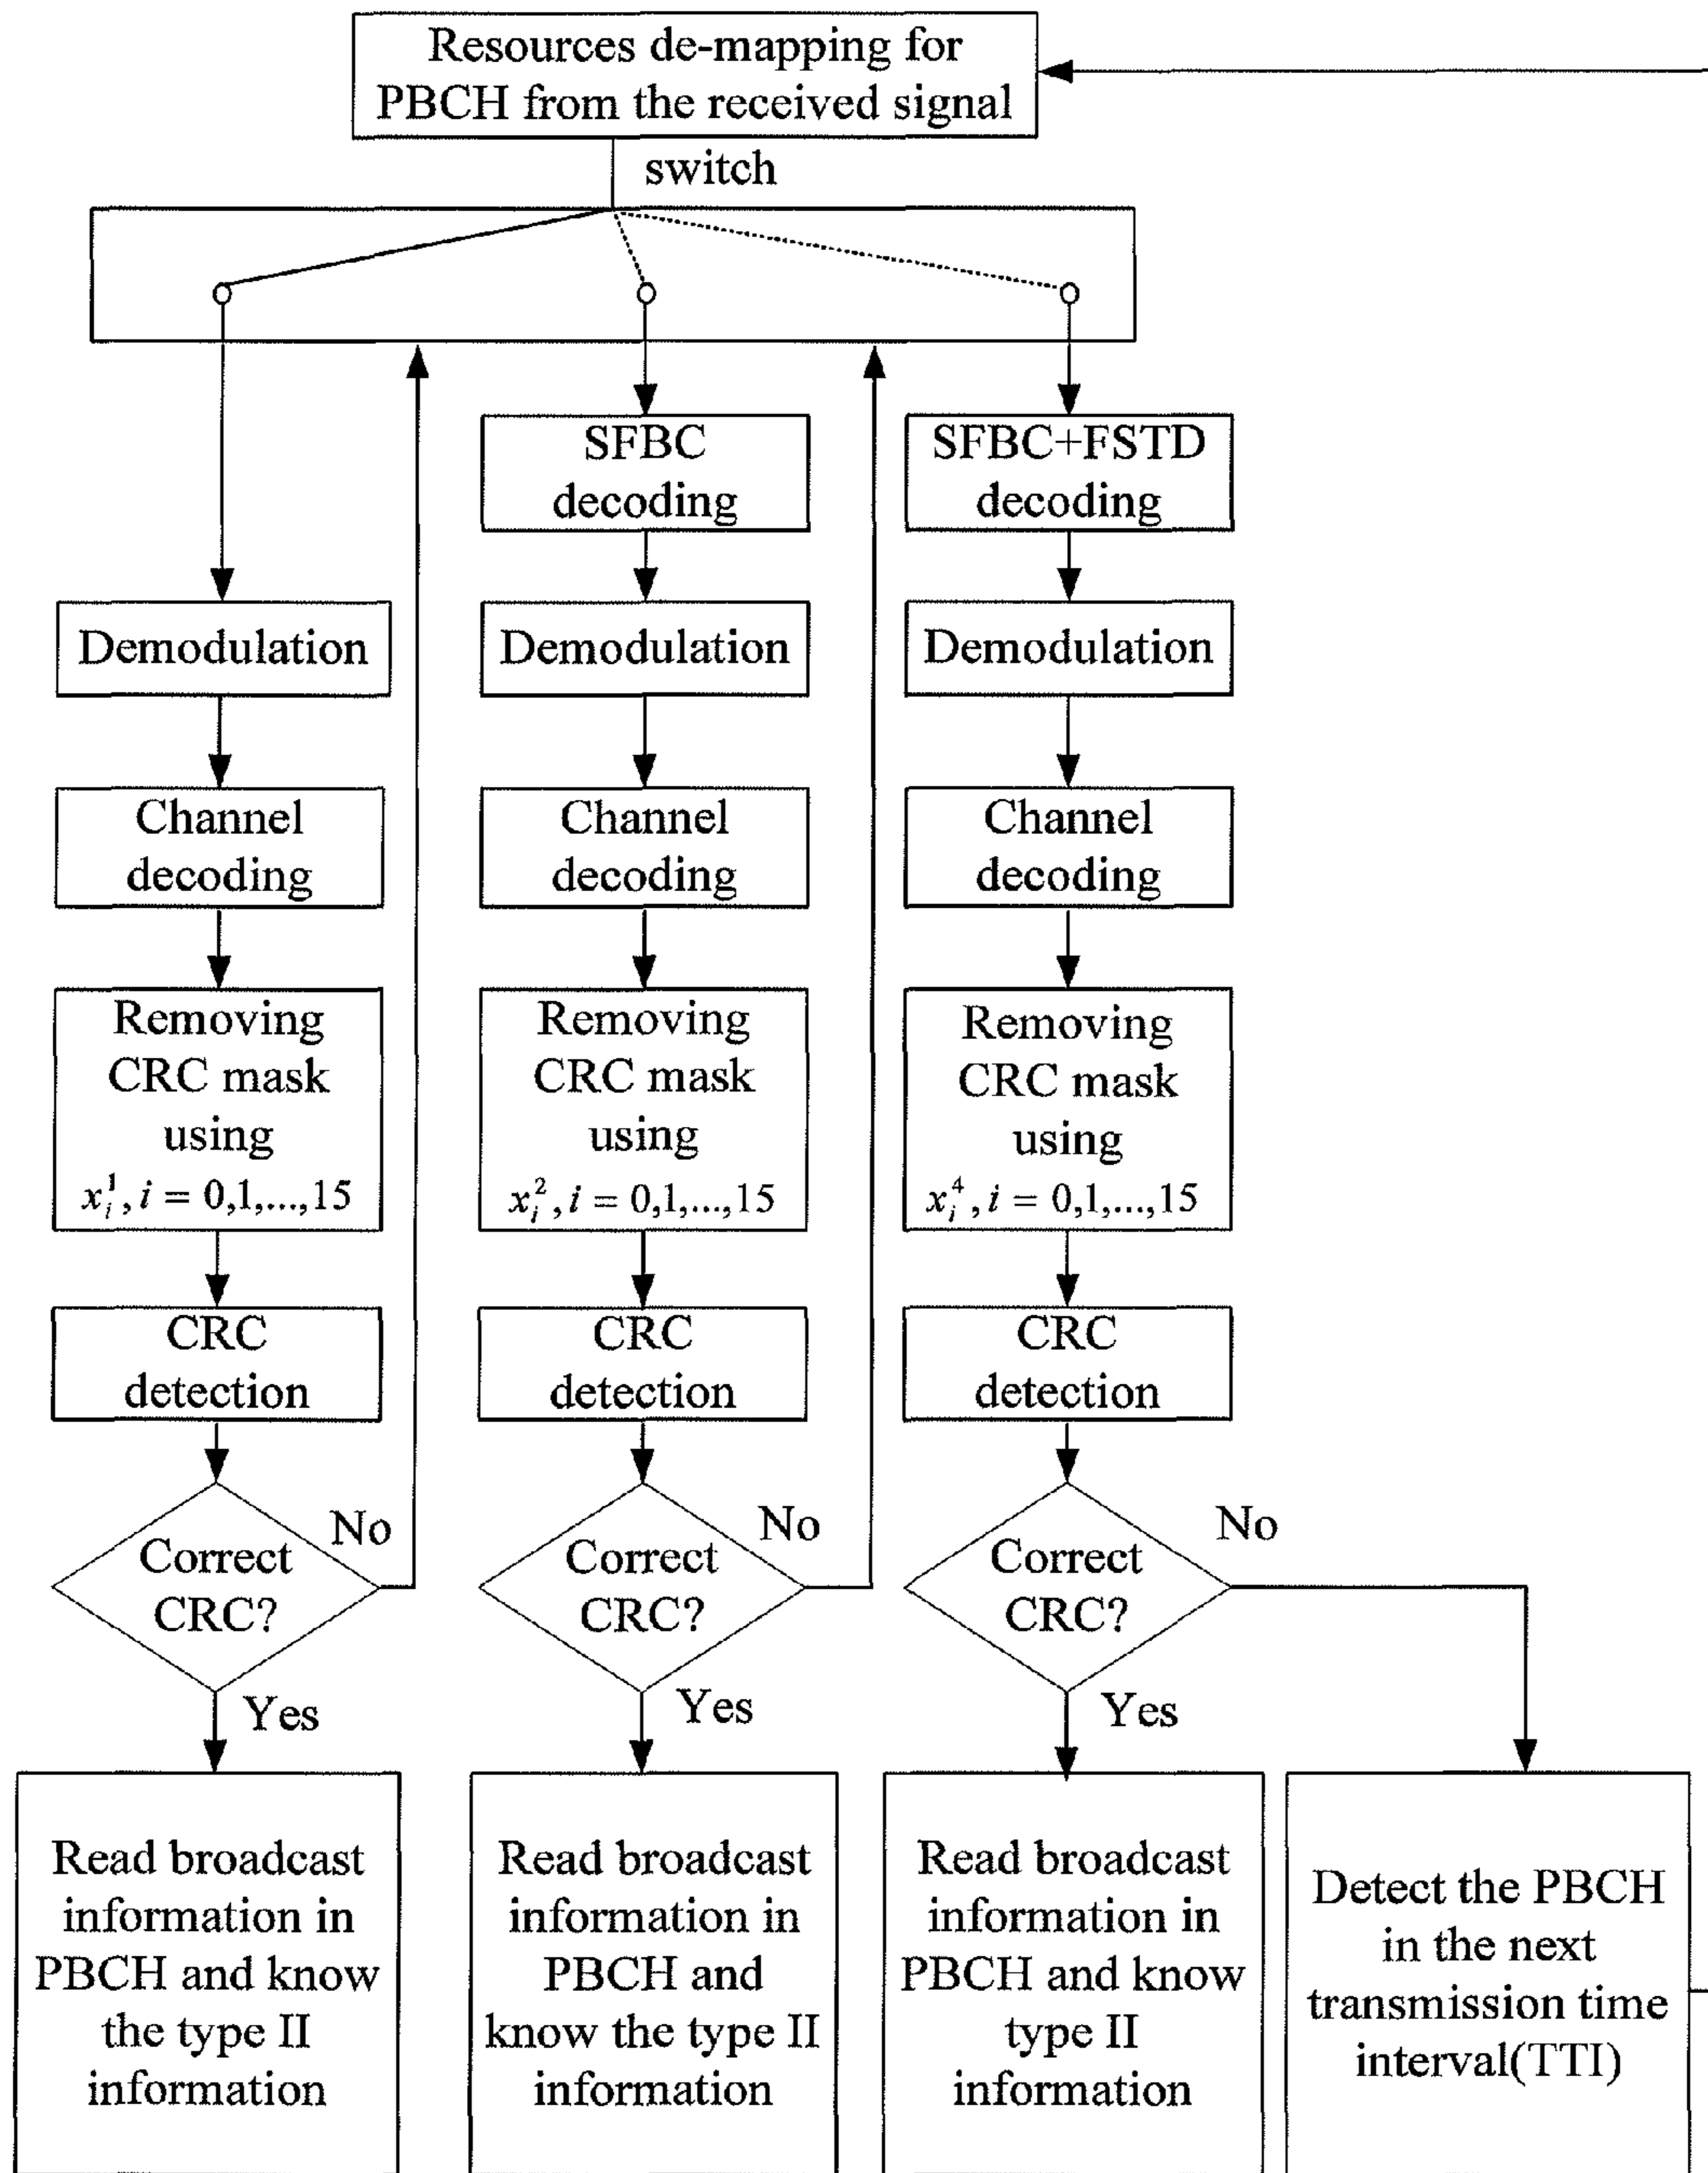 Resources de-mapping for
PBCH from the received signal
switch
SFBC
decoding
SFBC+FSTD
decoding
Demodulation
Demodulation
Demodulation
Channel
decoding
Channel
decoding
Channel
decoding
Removing
CRC mask
using
x_i^1, i = 0,1,...,15
Removing
CRC mask
using
x_i^2, i = 0,1,...,15
Removing
CRC mask
using
x_i^4, i = 0,1,...,15
CRC
detection
CRC
detection
CRC
detection
Correct
CRC?
No
Correct
CRC?
No
Correct
CRC?
No
Yes
Yes
Yes
Read broadcast
information in
PBCH and know
the type II
information
Read broadcast
information in
PBCH and
know the type II
information
Read broadcast
information in
PBCH and know
type II
information
Detect the PBCH
in the next
transmission time
interval(TTI)